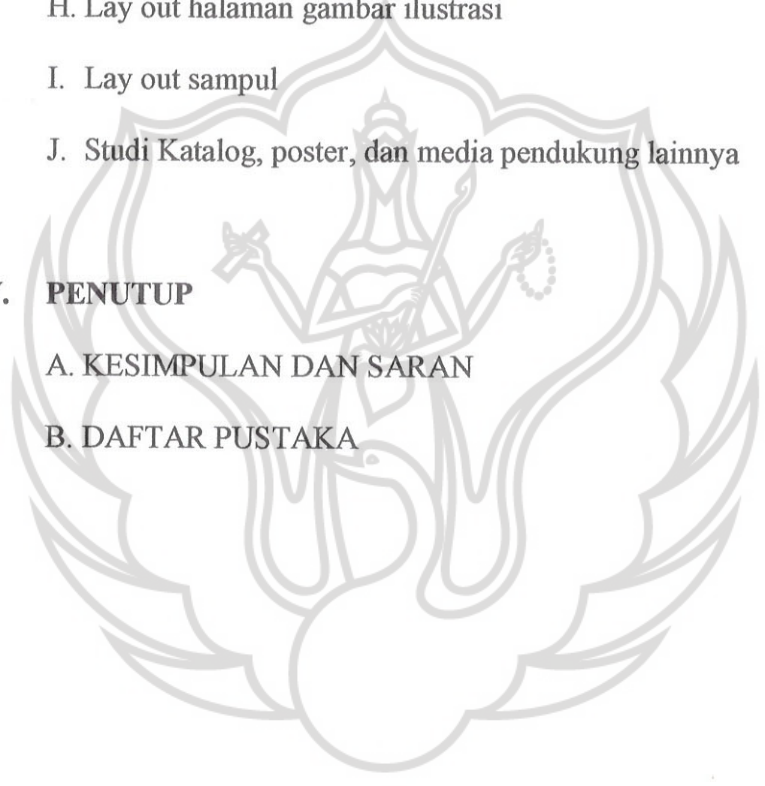 H. Lay out halaman gambar ilustrasi
I. Lay out sampul
J. Studi Katalog, poster, dan media pendukung lainnya
. PENUTUP
A. KESIMPULAN DAN SARAN
B. DAFTAR PUSTAKA